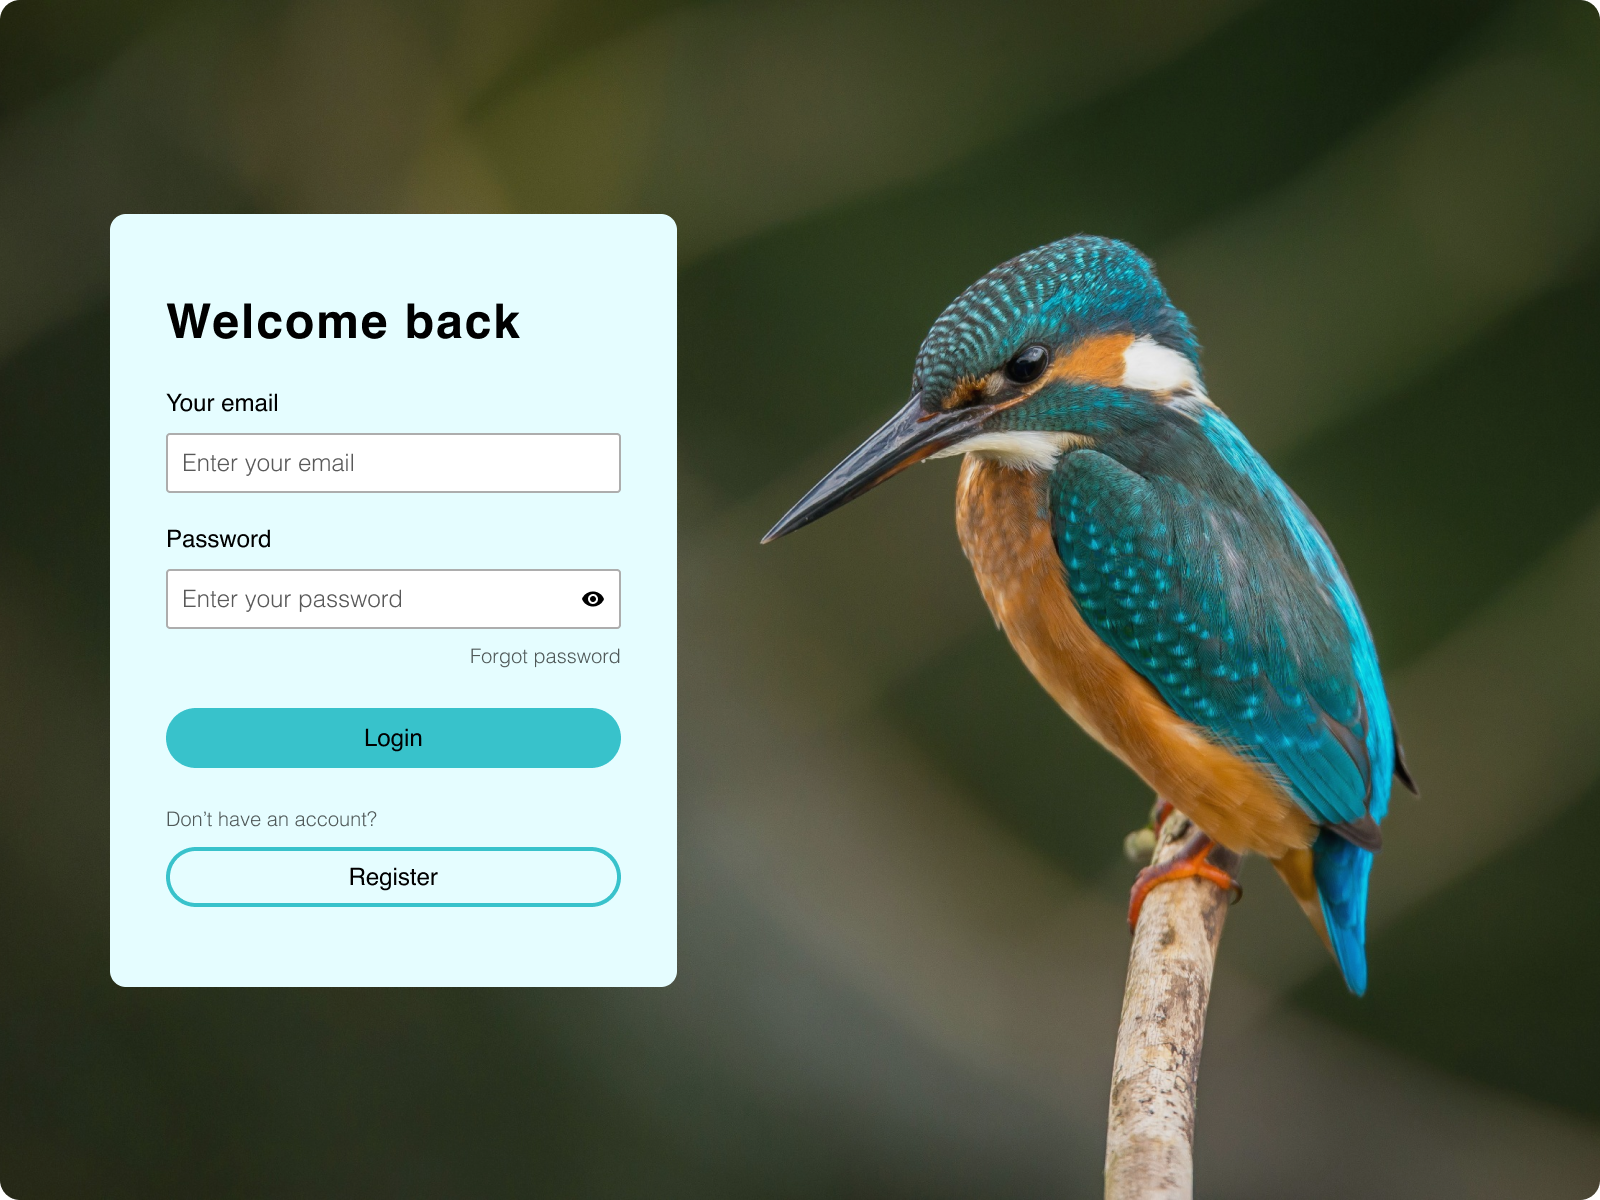 Welcome back
Your email
Enter your email
Password
Enter your password
Forgot password
Login
Don’t have an account?
Register